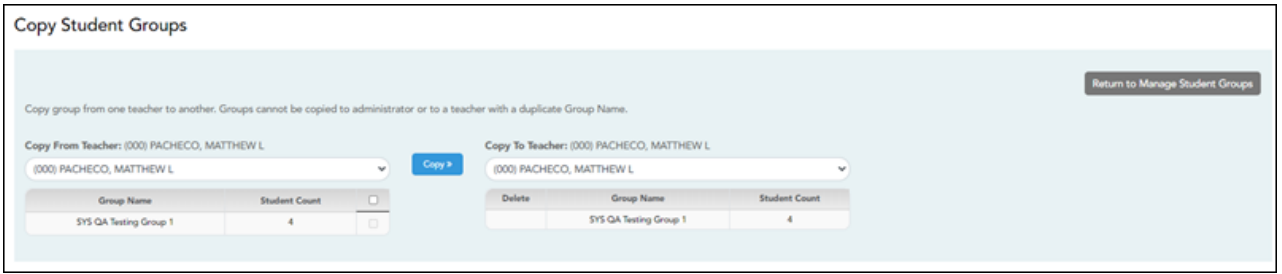 Copy Student Groups
Return to Manage Student Groups
Copy group from one teacher to another. Groups cannot be copied to administrator or to a teacher with a duplicate Group Name.
Copy From Teacher: (000) PACHECO, MATTHEW L
Copy To Teacher: (000) PACHECO, MATTHEW L
(000) PACHECO, MATTHEW L
Copy »
(000) PACHECO, MATTHEW L
Group Name Student Count
Delete Group Name Student Count
SYS QA Testing Group 1 4
SYS QA Testing Group 1 4